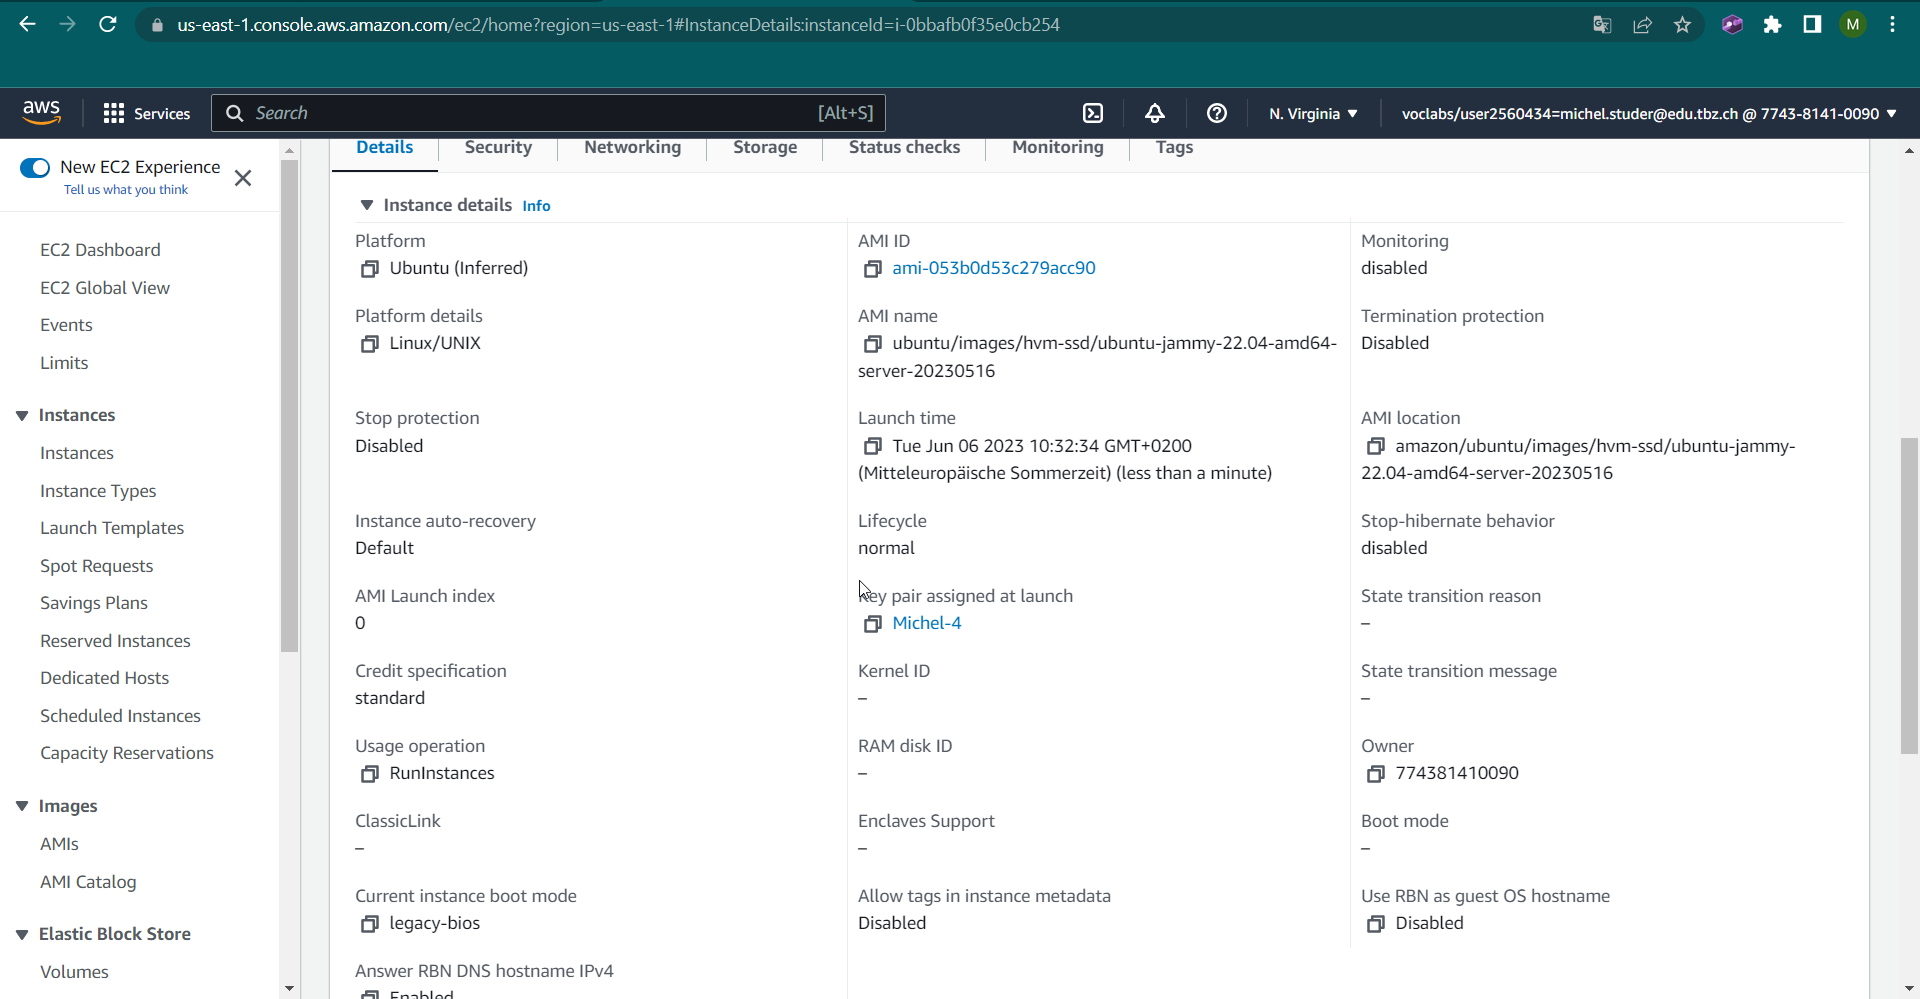 us-east-1.console.aws.amazon.com/ec2/home?region=us-east-1#InstanceDetails:instanceId=i-0bbafb0f35e0cb254
M
aws
Services
Search
[Alt+S]
N. Virginia
voclabs/user2560434=michel.studer@edu.tbz.ch @ 7743-8141-0090
New EC2 Experience
Tell us what you think
EC2 Dashboard
EC2 Global View
Events
Limits
Instances
Instances
Instance Types
Launch Templates
Spot Requests
Savings Plans
Reserved Instances
Dedicated Hosts
Scheduled Instances
Capacity Reservations
Images
AMIs
AMI Catalog
Elastic Block Store
Volumes
Details
Security
Networking
Storage
Status checks
Monitoring
Tags
Instance details Info
Platform
Ubuntu (Inferred)
AMI ID
ami-053b0d53c279acc90
Monitoring
disabled
Platform details
Linux/UNIX
AMI name
ubuntu/images/hvm-ssd/ubuntu-jammy-22.04-amd64-
server-20230516
Termination protection
Disabled
Stop protection
Disabled
Launch time
Tue Jun 06 2023 10:32:34 GMT+0200
(Mitteleuropäische Sommerzeit) (less than a minute)
AMI location
amazon/ubuntu/images/hvm-ssd/ubuntu-jammy-
22.04-amd64-server-20230516
Instance auto-recovery
Default
Lifecycle
normal
Stop-hibernate behavior
disabled
AMI Launch index
0
Key pair assigned at launch
Michel-4
State transition reason
–
Credit specification
standard
Kernel ID
–
State transition message
–
Usage operation
RunInstances
RAM disk ID
–
Owner
774381410090
ClassicLink
–
Enclaves Support
–
Boot mode
–
Current instance boot mode
legacy-bios
Allow tags in instance metadata
Disabled
Use RBN as guest OS hostname
Disabled
Answer RBN DNS hostname IPv4
Enabled